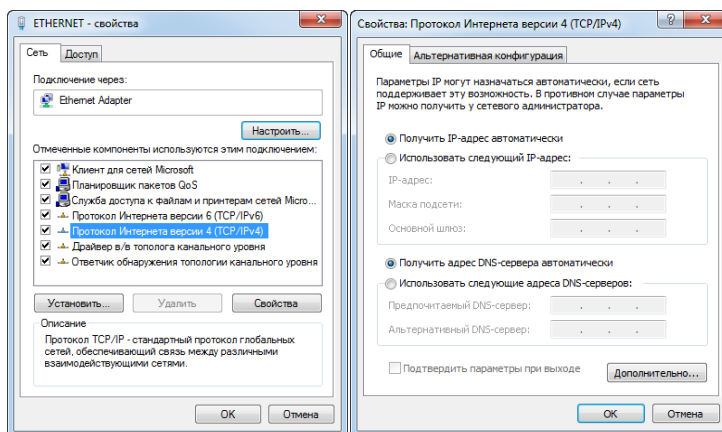 ETHERNET - свойства
Сеть
Доступ
Подключение через:
Ethernet Adapter
Настроить...
Отмеченные компоненты используются этим подключением:
Клиент для сетей Microsoft
Планировщик пакетов QoS
Служба доступа к файлам и принтерам сетей Micro...
Протокол Интернета версии 6 (TCP/IPv6)
Протокол Интернета версии 4 (TCP/IPv4)
Драйвер в/в тополога канального уровня
Ответчик обнаружения топологии канального уровня
Установить...
Удалить
Свойства
Описание
Протокол TCP/IP - стандартный протокол глобальных
сетей, обеспечивающий связь между различными
взаимодействующими сетями.
ОК
Отмена
Свойства: Протокол Интернета версии 4 (TCP/IPv4)
Общие
Альтернативная конфигурация
Параметры IP могут назначаться автоматически, если сеть
поддерживает эту возможность. В противном случае параметры
IP можно получить у сетевого администратора.
Получить IP-адрес автоматически
Использовать следующий IP-адрес:
IP-адрес:
Маска подсети:
Основной шлюз:
Получить адрес DNS-сервера автоматически
Использовать следующие адреса DNS-серверов:
Предпочитаемый DNS-сервер:
Альтернативный DNS-сервер:
Подтвердить параметры при выходе
Дополнительно...
ОК
Отмена